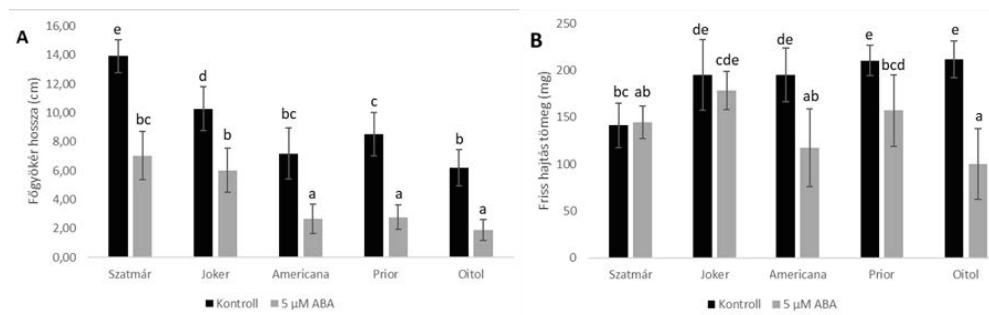 A
Főgyökér hossza (cm)
16,00
14,00
12,00
10,00
8,00
6,00
4,00
2,00
0,00
e
bc
d
b
bc
a
c
a
b
a
Szatmár Joker Americana Prior Oitol
Kontroll 5 µM ABA
B
Friss hajtás tömeg (mg)
250
200
150
100
50
0
bc ab
de
cde
de
ab
e
bcd
e
a
Szatmár Joker Americana Prior Oitol
Kontroll 5 µM ABA